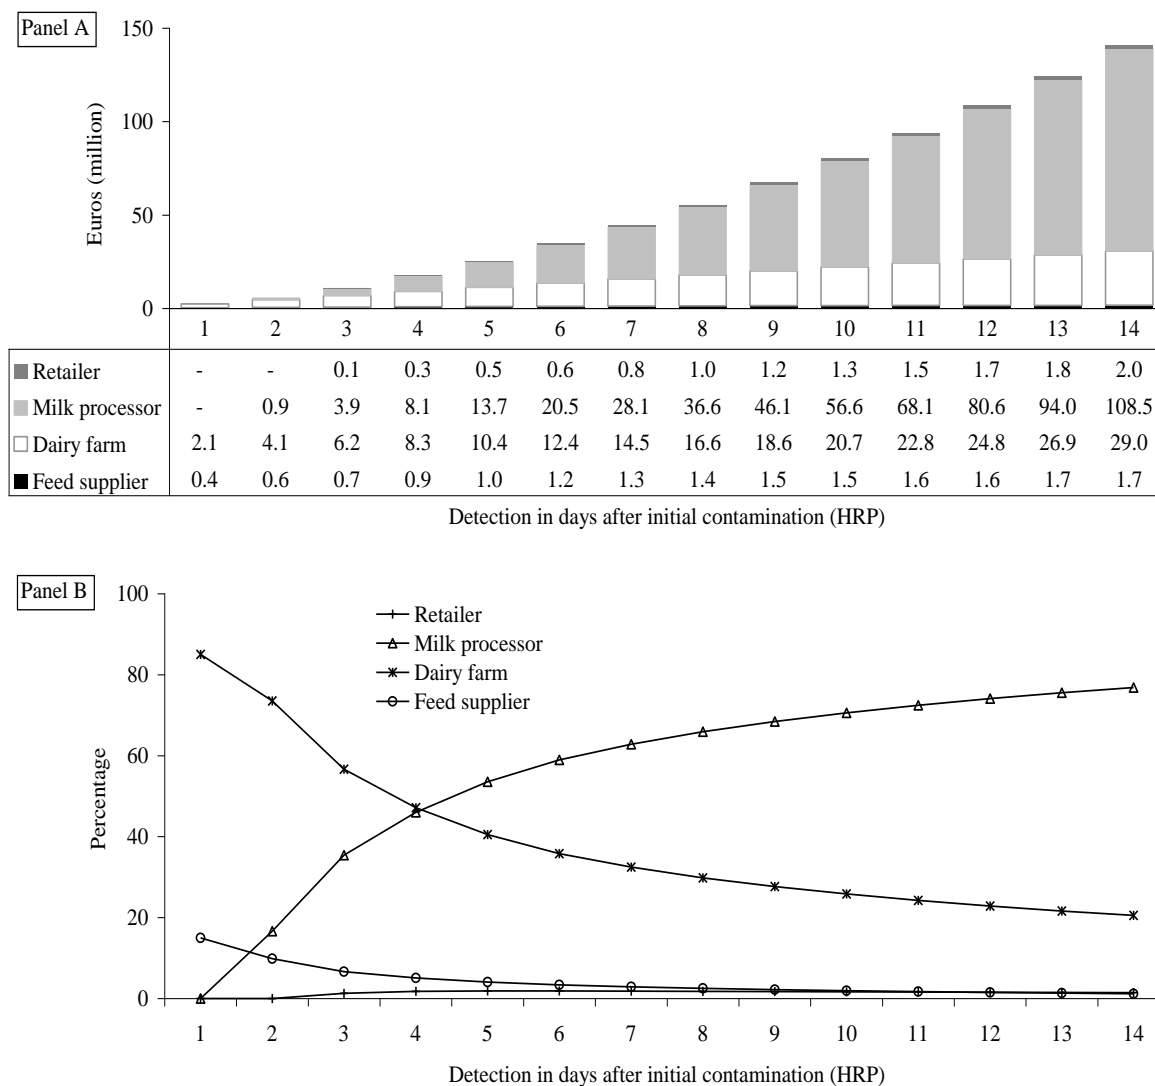 Panel A
150
100
50
0
Euros (million)
1 2 3 4 5 6 7 8 9 10 11 12 13 14
Retailer - - 0.1 0.3 0.5 0.6 0.8 1.0 1.2 1.3 1.5 1.7 1.8 2.0
Milk processor - 0.9 3.9 8.1 13.7 20.5 28.1 36.6 46.1 56.6 68.1 80.6 94.0 108.5
Dairy farm 2.1 4.1 6.2 8.3 10.4 12.4 14.5 16.6 18.6 20.7 22.8 24.8 26.9 29.0
Feed supplier 0.4 0.6 0.7 0.9 1.0 1.2 1.3 1.4 1.5 1.5 1.6 1.6 1.7 1.7
Detection in days after initial contamination (HRP)
Panel B
100
80
60
40
20
0
Percentage
Retailer
Milk processor
Dairy farm
Feed supplier
1 2 3 4 5 6 7 8 9 10 11 12 13 14
Detection in days after initial contamination (HRP)